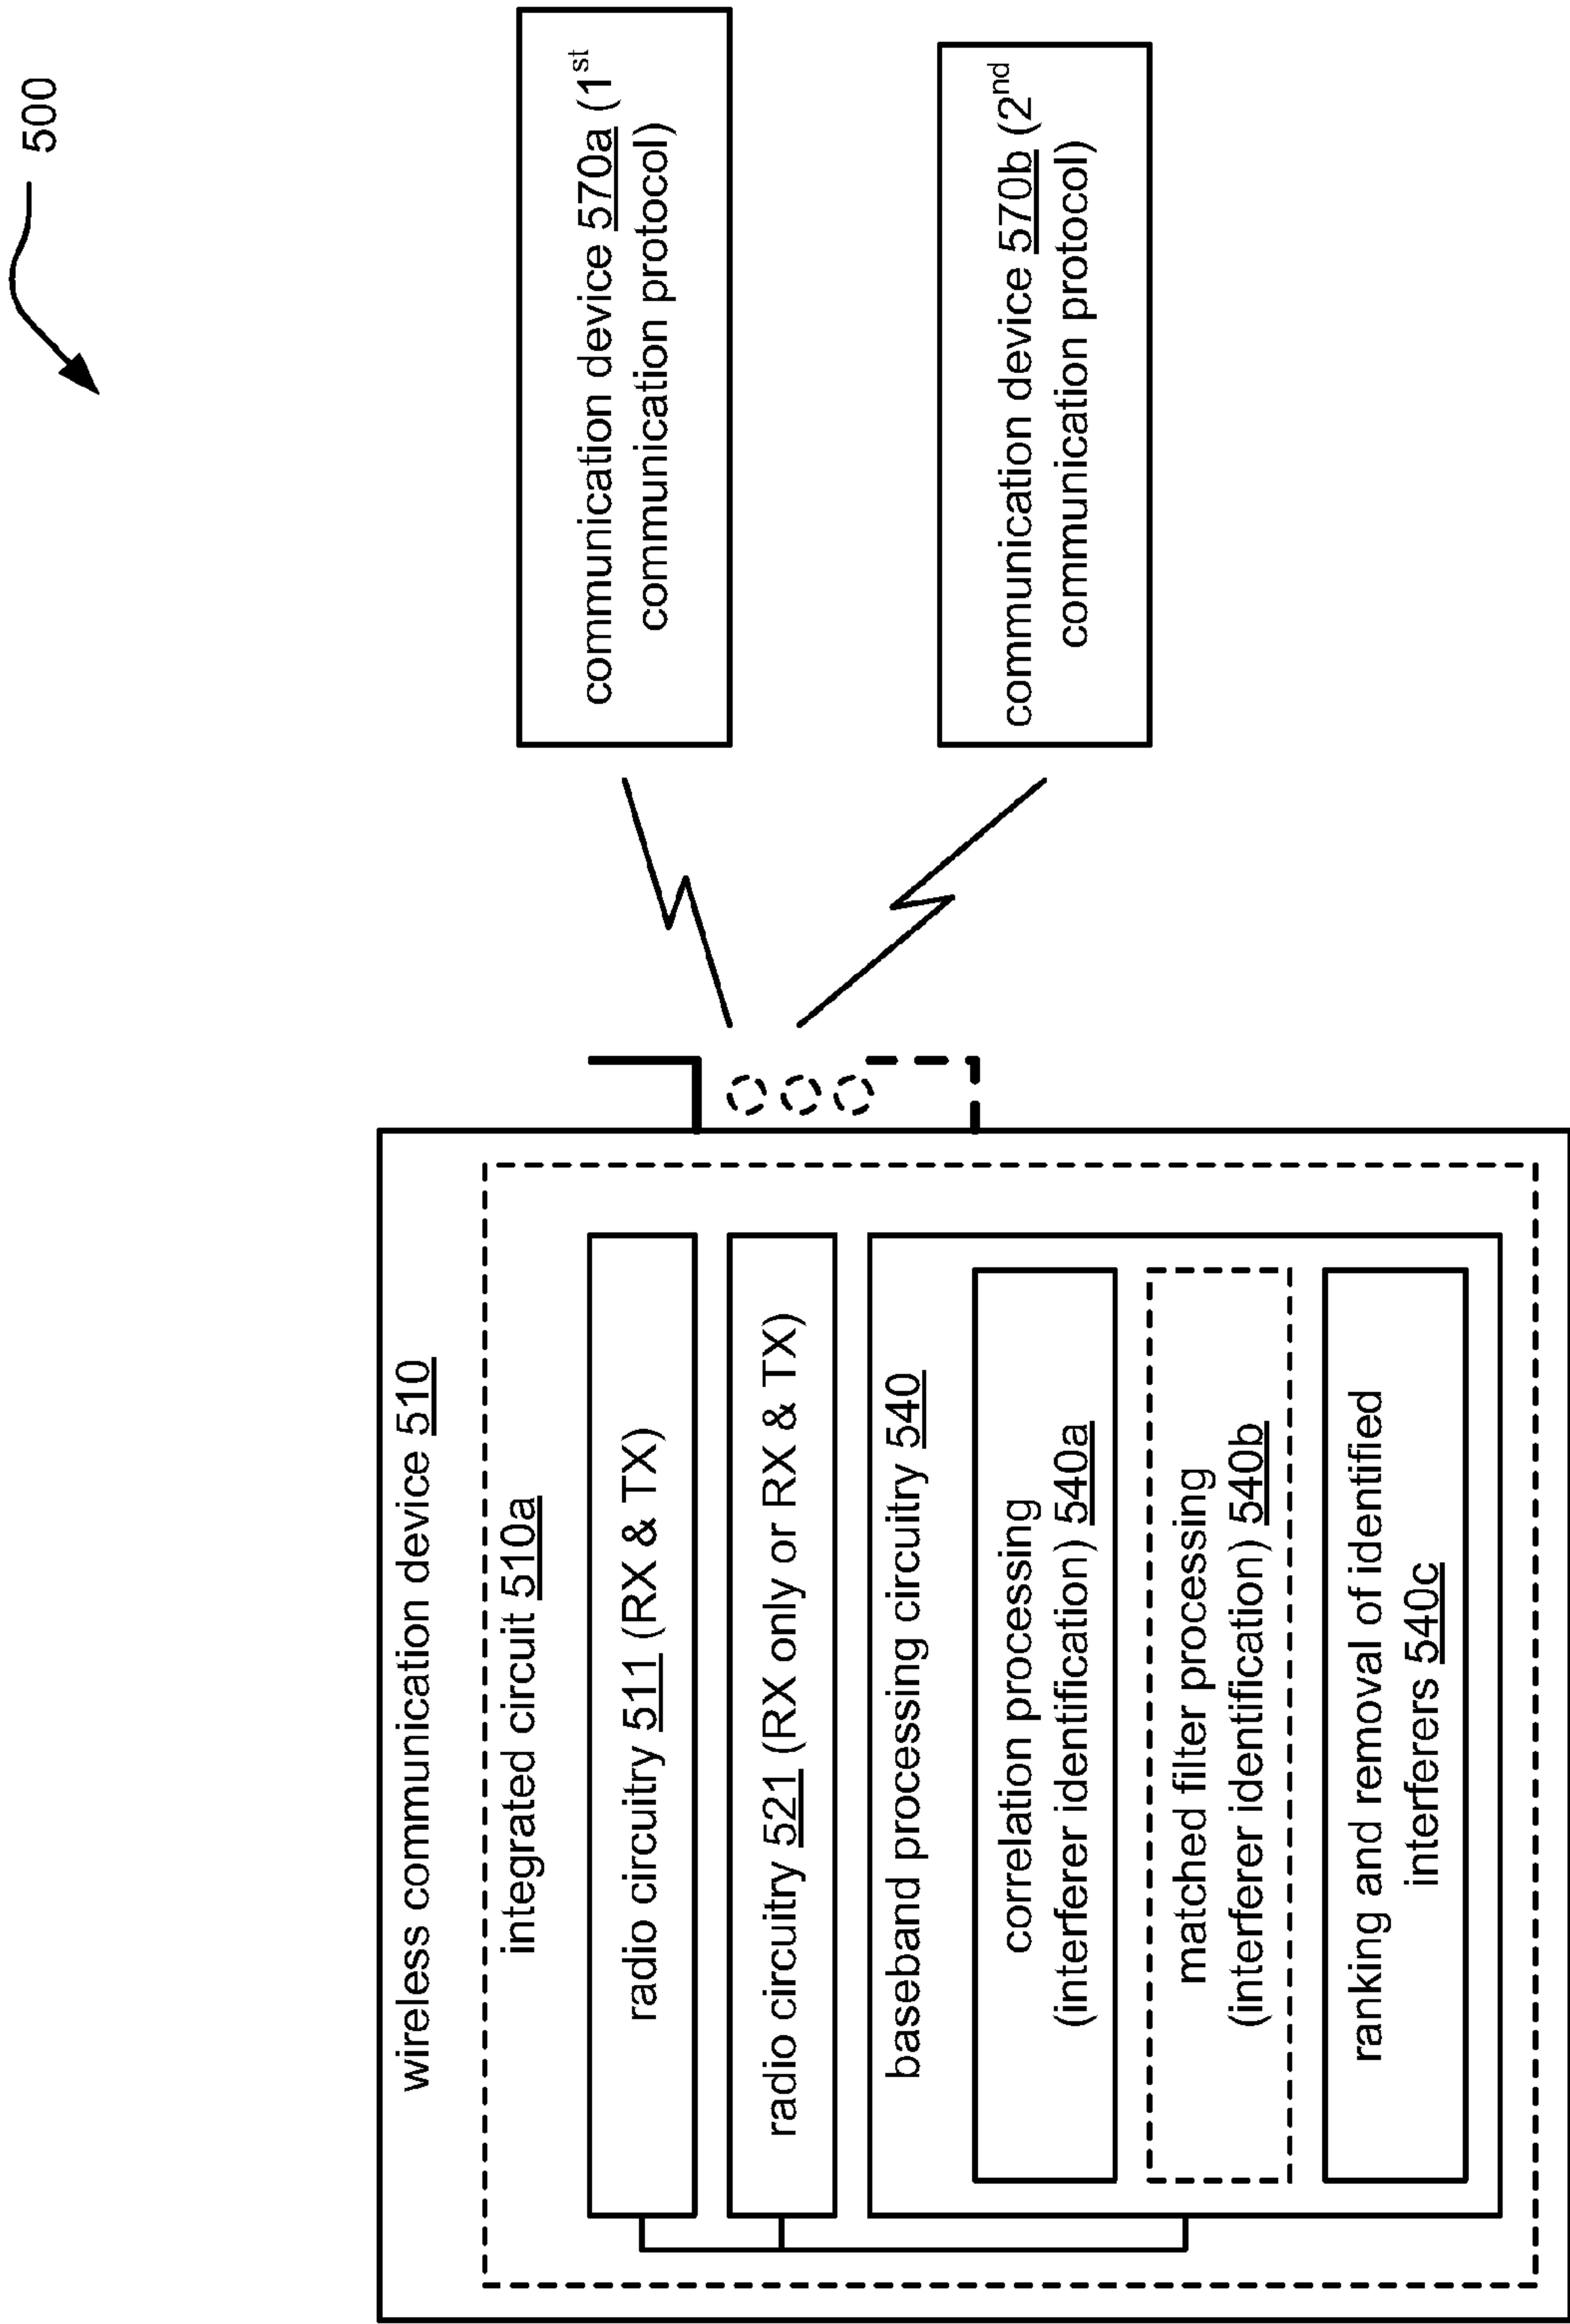 500
wireless communication device 510
integrated circuit 510a
radio circuitry 511 (RX & TX)
radio circuitry 521 (RX only or RX & TX)
baseband processing circuitry 540
correlation processing
(interferer identification) 540a
matched filter processing
(interferer identification) 540b
ranking and removal of identified
interferers 540c
communication device 570a (1st
communication protocol)
communication device 570b (2nd
communication protocol)